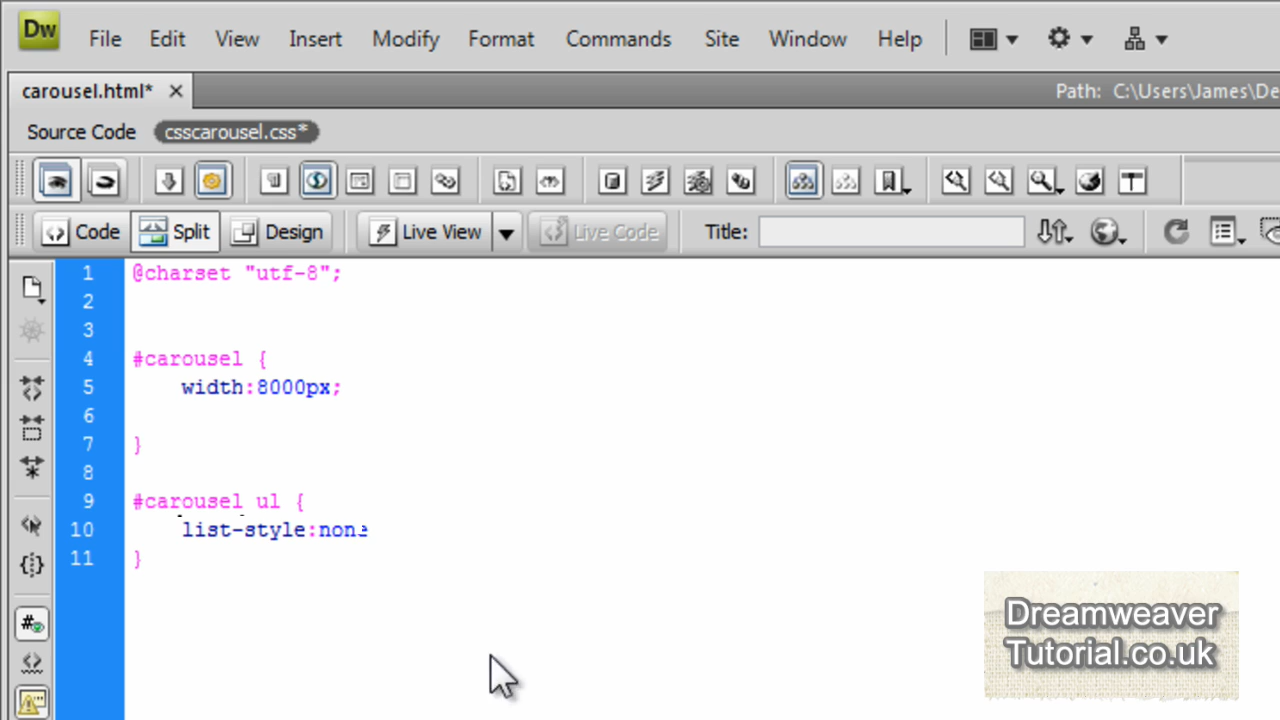 Dw File Edit View Insert Modify Format Commands Site Window Help
carousel.html* Path: C:\Users\James\De
Source Code csscarousel.css*
Code Split Design Live View Live Code Title:
1 @charset "utf-8";
2
3
4 #carousel {
5 width:8000px;
6
7 }
8
9 #carousel ul {
10 list-style:none
11 }
Dreamweaver
Tutorial.co.uk